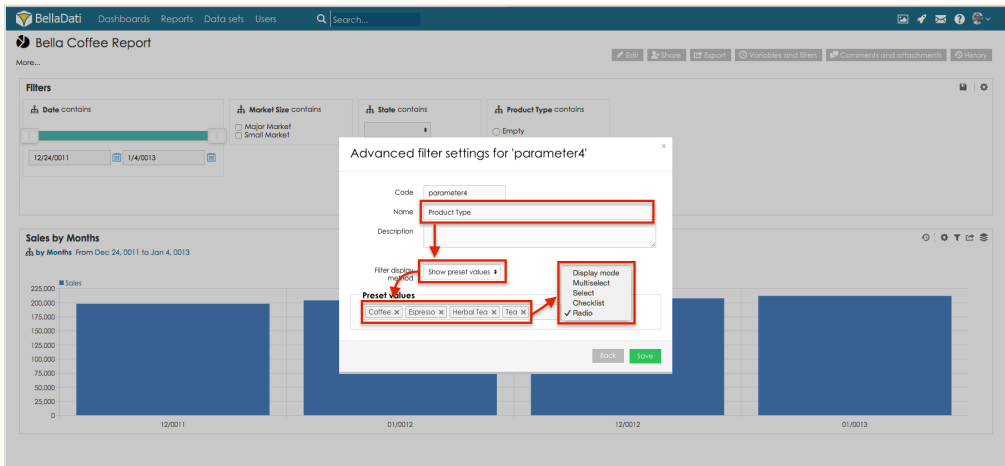 BellaDati Dashboards Reports Data sets Users Search...
Bella Coffee Report
Edit Share Export Variables and filters Comments and attachments History
More...
Filters
Date contains Market Size contains State contains Product Type contains
Major Market
Small Market
Empty
12/24/0011 1/4/0013
Advanced filter settings for 'parameter4'
Code parameter4
Name Product Type
Description
Filter display method Show preset values
Preset values
Coffee Espresso Herbal Tea Tea
Display mode
Multiselect
Select
Checklist
Radio
Back Save
Sales by Months
by Months From Dec 24, 0011 to Jan 4, 0013
Sales
225,000
200,000
175,000
150,000
125,000
100,000
75,000
50,000
25,000
0
12/0011 01/0012 12/0012 01/0013